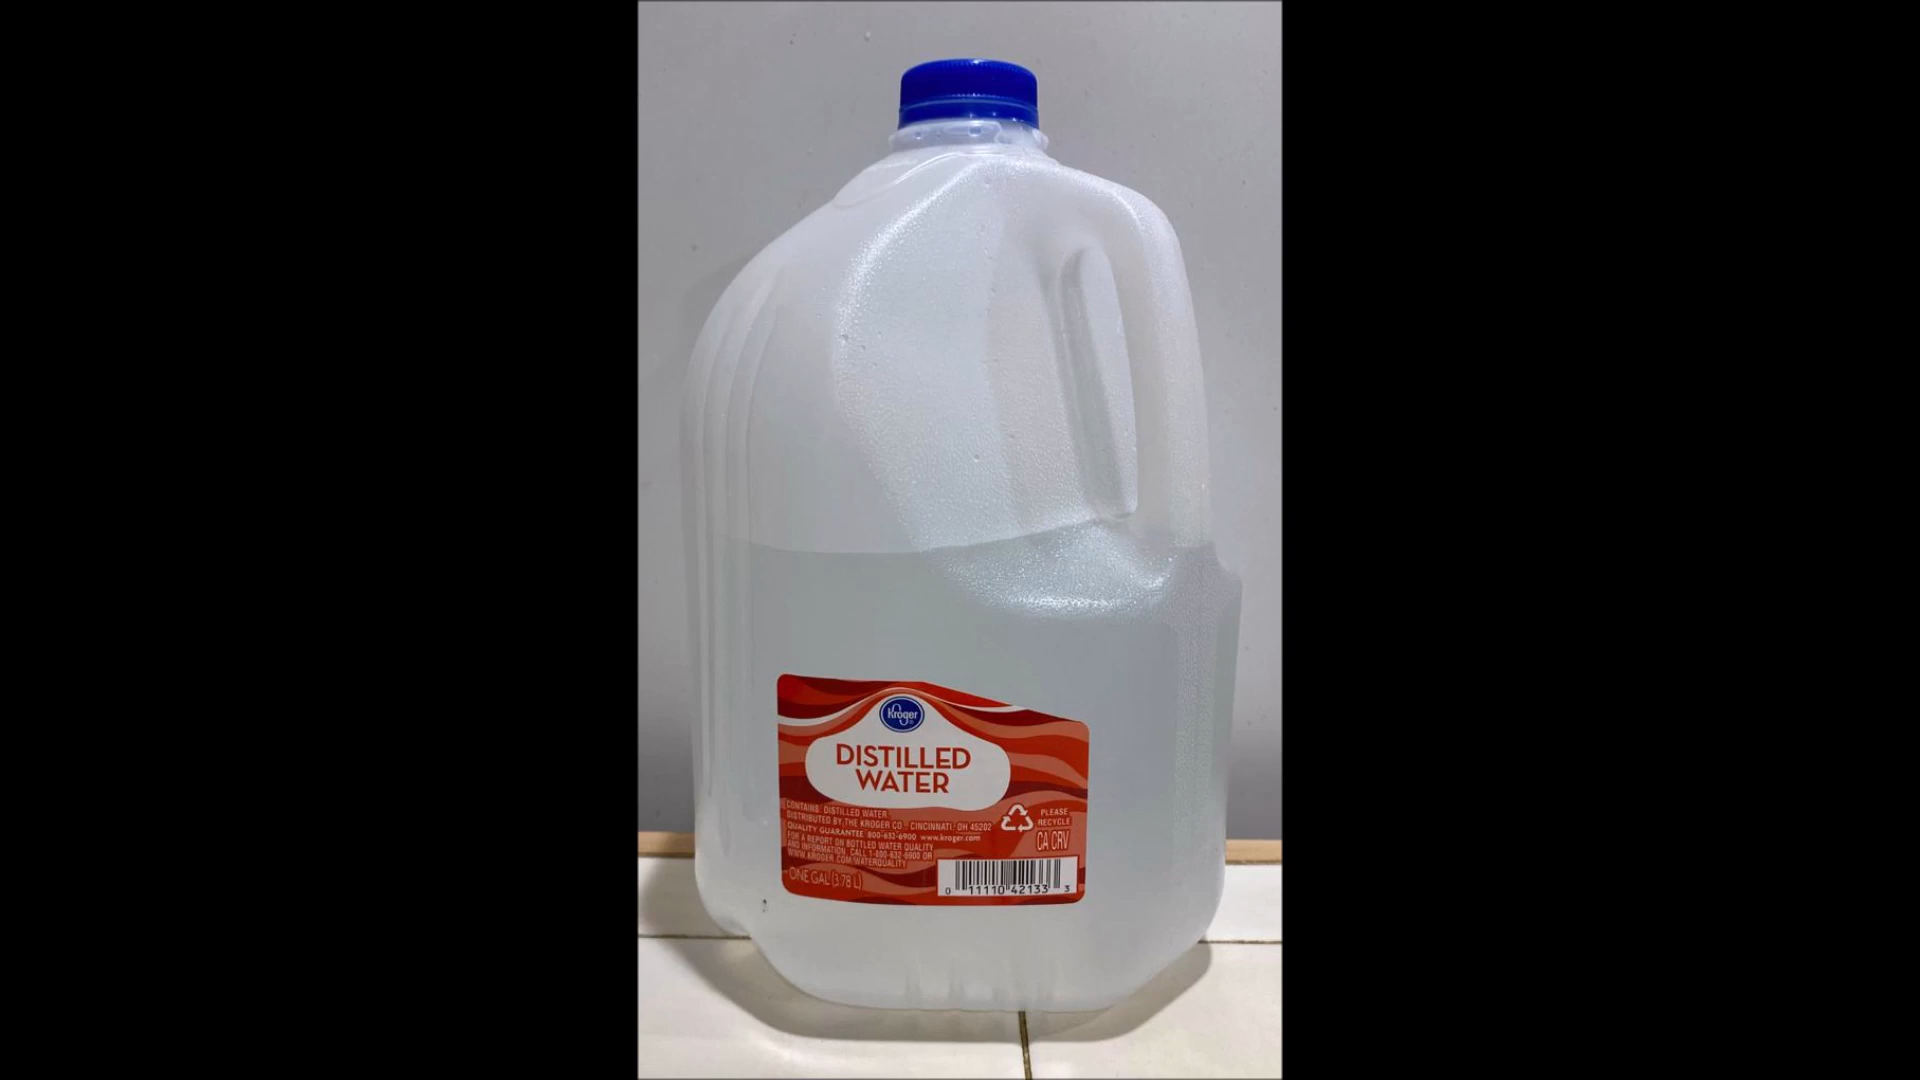 Kroger
DISTILLED
WATER
CONTAINS: DISTILLED WATER.
DISTRIBUTED BY THE KROGER CO., CINCINNATI, OH 45202
QUALITY GUARANTEE 800-632-6900 www.kroger.com
FOR A REPORT ON BOTTLED WATER QUALITY
AND INFORMATION, CALL 1-800-632-6900 OR
WWW.KROGER.COM/WATERQUALITY
ONE GAL (3.78 L)
PLEASE
RECYCLE
CA CRV
0 11110 42133 3